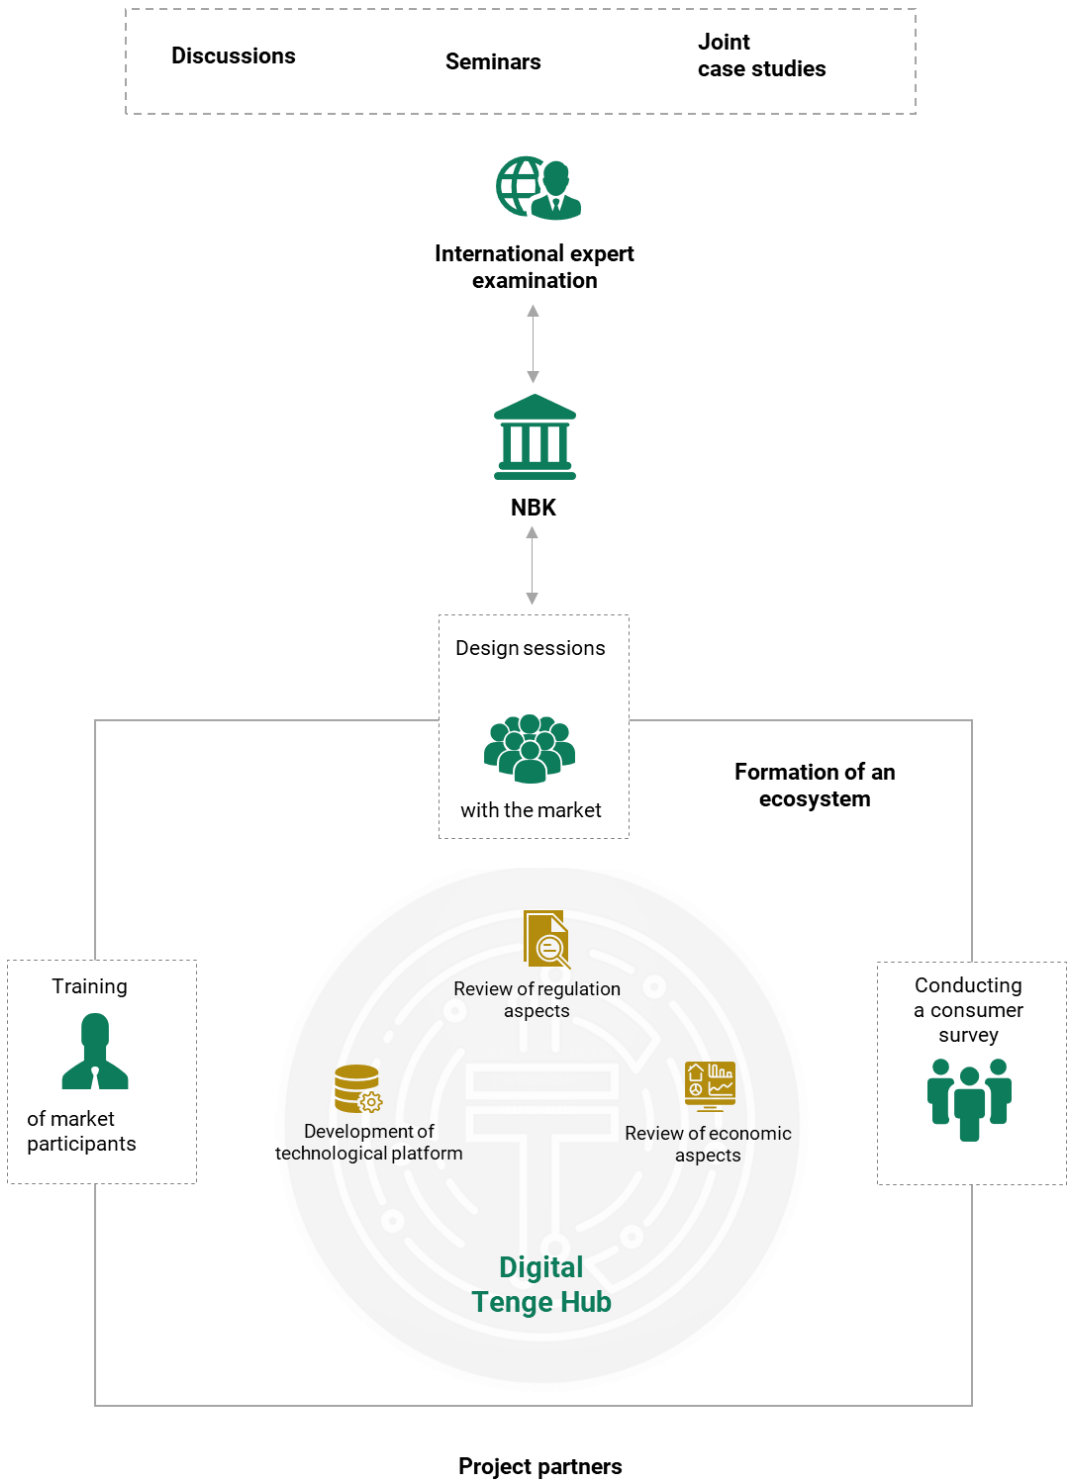 Discussions
Seminars
Joint
case studies
International expert
examination
NBK
Design sessions
with the market
Formation of an
ecosystem
Training
of market
participants
Conducting
a consumer
survey
Review of regulation
aspects
Development of
technological platform
Review of economic
aspects
Digital
Tenge Hub
Project partners